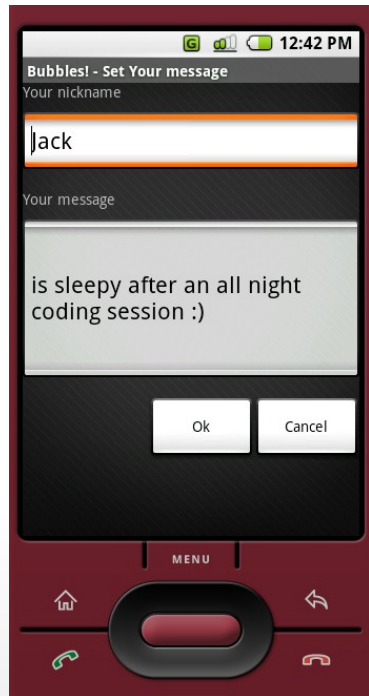 G
12:42 PM
Bubbles! - Set Your message
Your nickname
Jack
Your message
is sleepy after an all night
coding session :)
Ok
Cancel
MENU